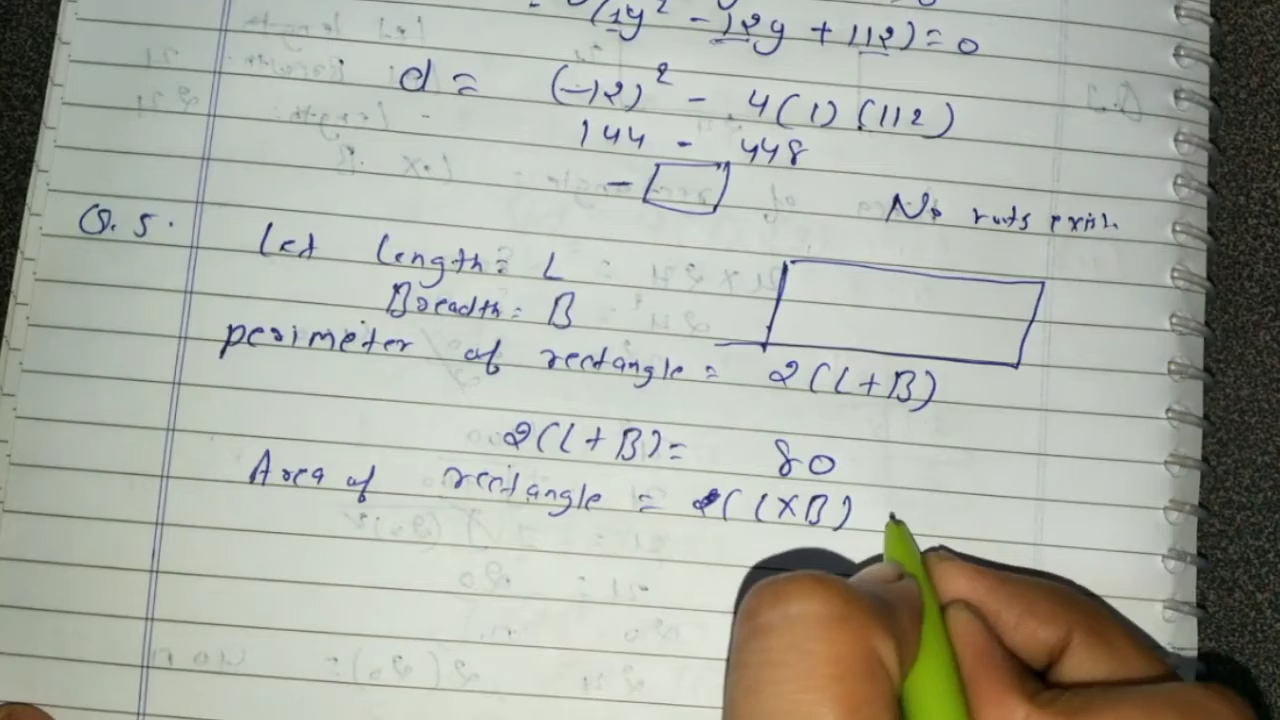 (1y² - 12y + 112) = 0
d = (-12)² - 4(1)(112)
144 - 448
-
No roots exist.
Q.5. Let length = L
Breadth = B
perimeter of rectangle = 2(L+B)
2(L+B) = 80
Area of rectangle = (L×B)